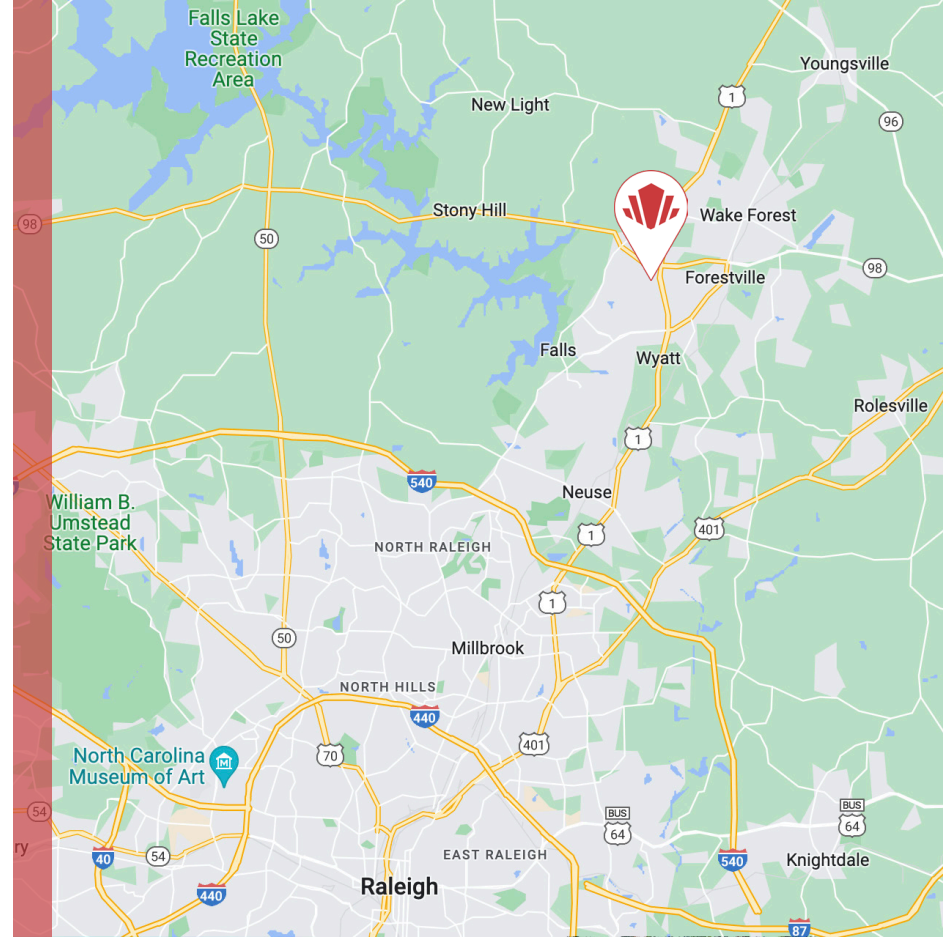 Falls Lake
State
Recreation
Area
Youngsville
1
New Light
96
98
Stony Hill
Wake Forest
50
98
Forestville
Falls
Wyatt
Rolesville
1
540
Neuse
William B.
Umstead
State Park
401
1
NORTH RALEIGH
1
50
Millbrook
NORTH HILLS
440
401
70
North Carolina
Museum of Art
M
54
BUS
64
BUS
64
ry
40
54
EAST RALEIGH
540
Knightdale
440
Raleigh
87